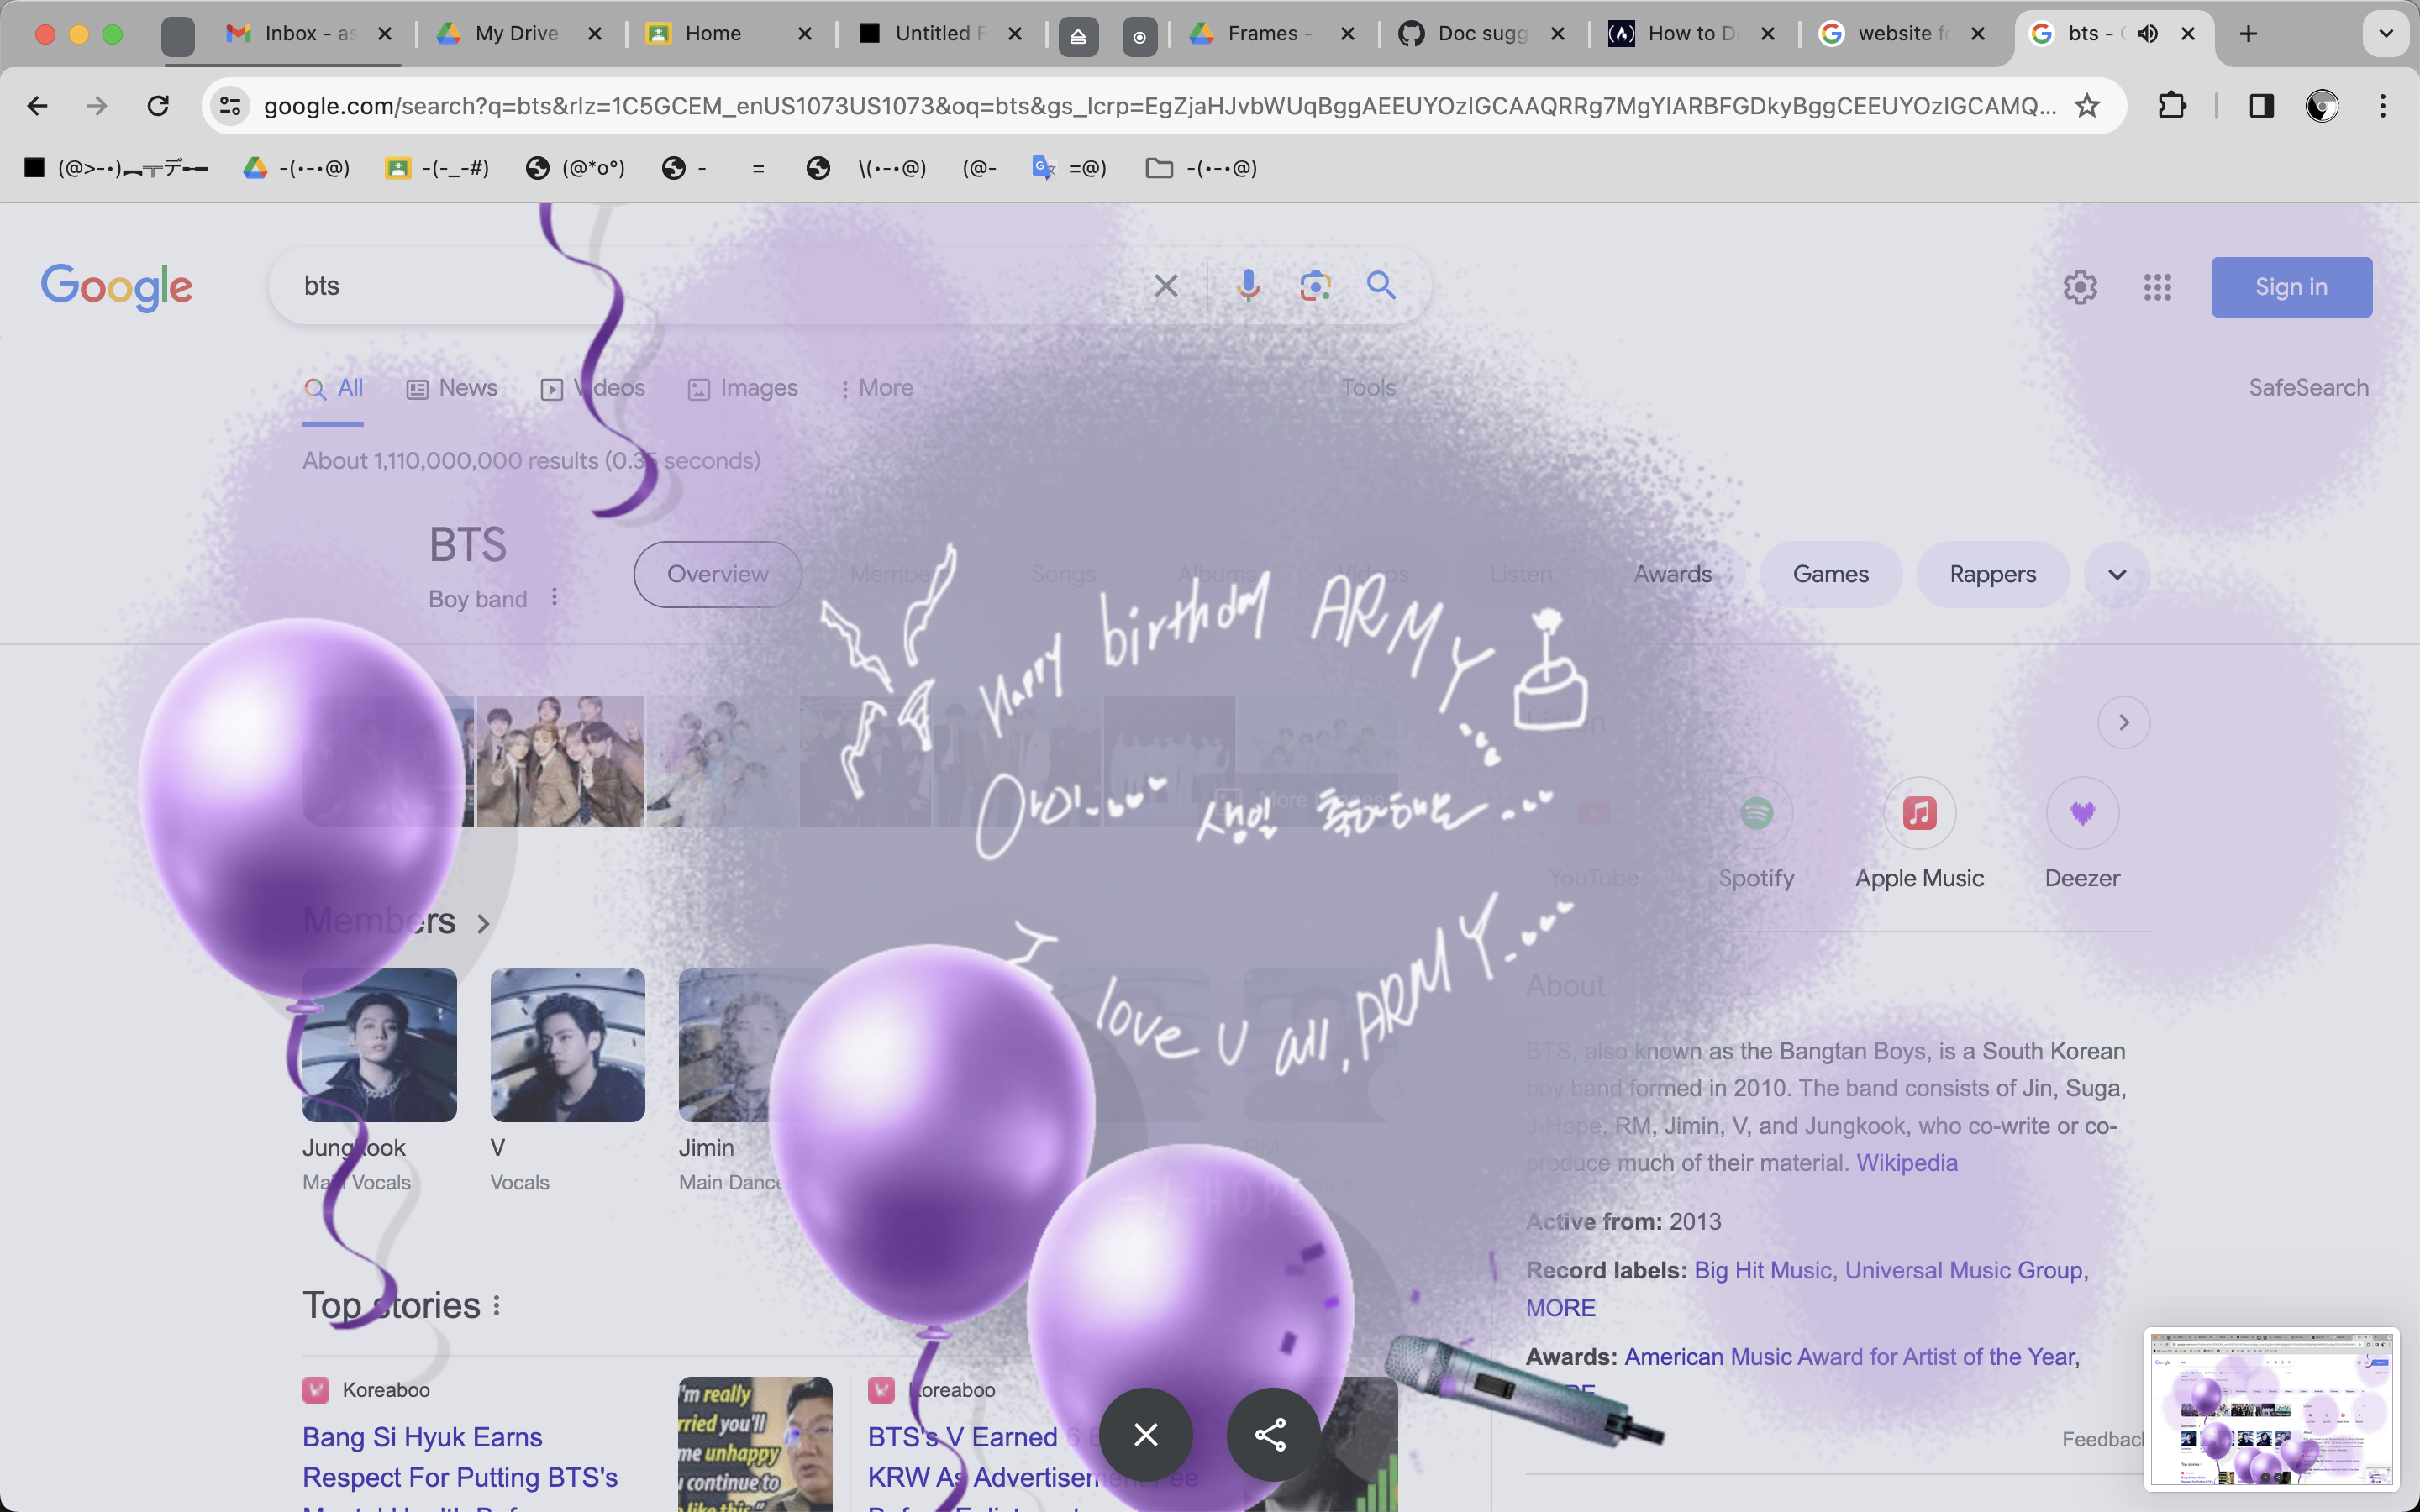 Inbox - as
My Drive
Home
Untitled F
Frames -
Doc sugg
How to D
website f
bts - (
google.com/search?q=bts&rlz=1C5GCEM_enUS1073US1073&oq=bts&gs_lcrp=EgZjaHJvbWUqBggAEEUYOzIGCAAQRRg7MgYIARBFGDkyBggCEEUYOzIGCAMQ...
(@>-•)︻╦デ╾━
-(•-•@)
-(-_-#)
(@*o°)
-
=
\(•-•@)
(@-
=@)
-(•-•@)
Google
bts
Sign in
All
News
Videos
Images
More
Tools
SafeSearch
About 1,110,000,000 results (0.35 seconds)
BTS
Boy band
Overview
Members
Songs
Albums
Videos
Listen
Awards
Games
Rappers
Happy birthday ARMY
아미
생일 축하해
I love U all, ARMY
- J-HOPE
More images
Listen
YouTube
Spotify
Apple Music
Deezer
Members
Jungkook
Main Vocals
V
Vocals
Jimin
Main Dance
RM
About
BTS, also known as the Bangtan Boys, is a South Korean
boy band formed in 2010. The band consists of Jin, Suga,
J-Hope, RM, Jimin, V, and Jungkook, who co-write or co-
produce much of their material. Wikipedia
Active from: 2013
Record labels: Big Hit Music, Universal Music Group,
MORE
Awards: American Music Award for Artist of the Year,
Feedback
Top stories
Koreaboo
Bang Si Hyuk Earns
Respect For Putting BTS's
I'm really
rried you'll
me unhappy
u continue to
like this"
Koreaboo
BTS's V Earned 6 B
KRW As Advertisement Fee